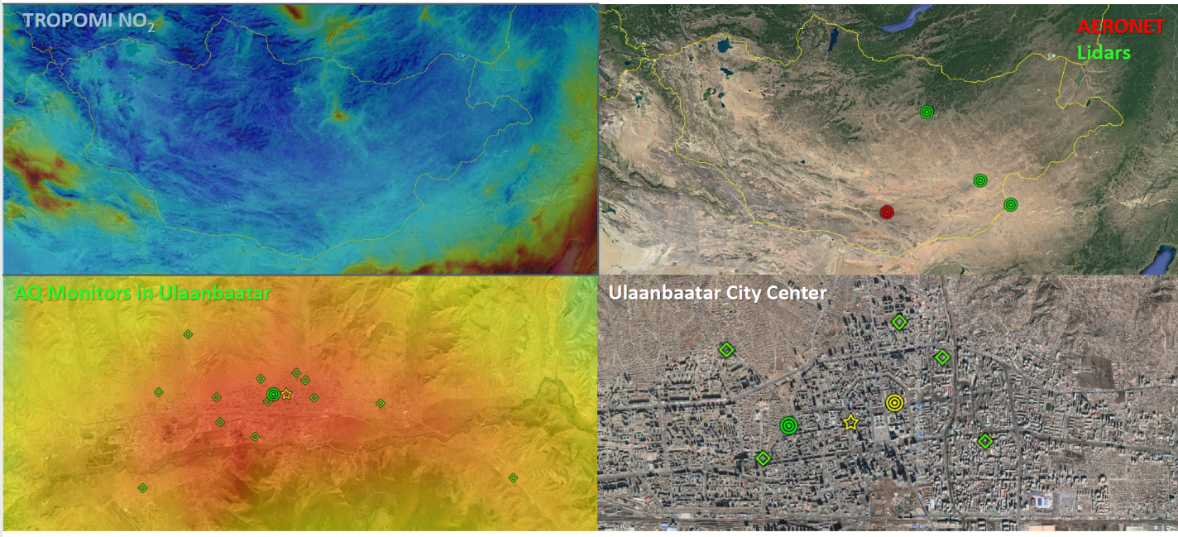 TROPOMI NO₂
AERONET
Lidars
AQ Monitors in Ulaanbaatar
Ulaanbaatar City Center